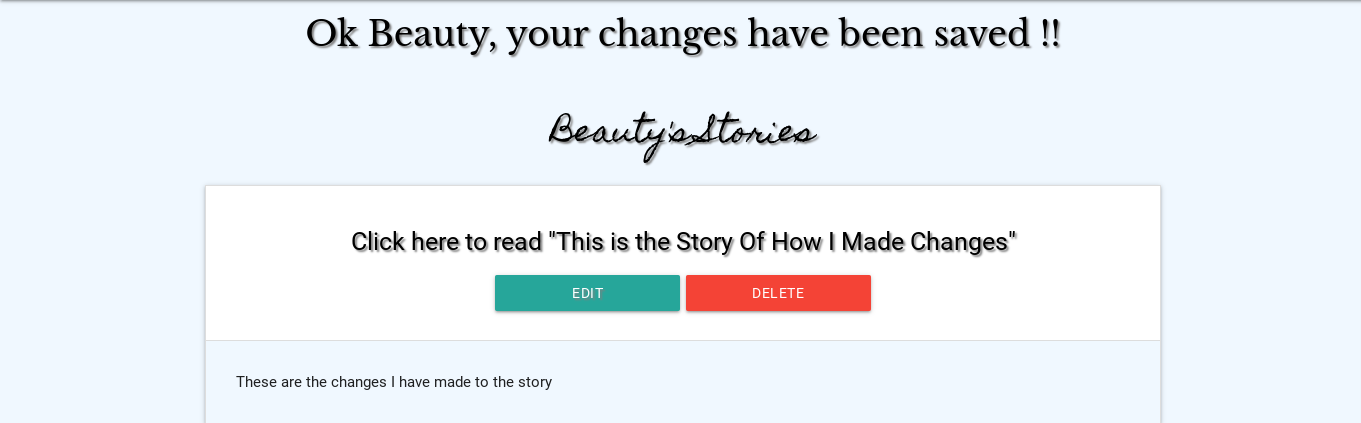 Ok Beauty, your changes have been saved !!
Beauty'sStories
Click here to read "This is the Story Of How I Made Changes"
EDIT DELETE
These are the changes I have made to the story